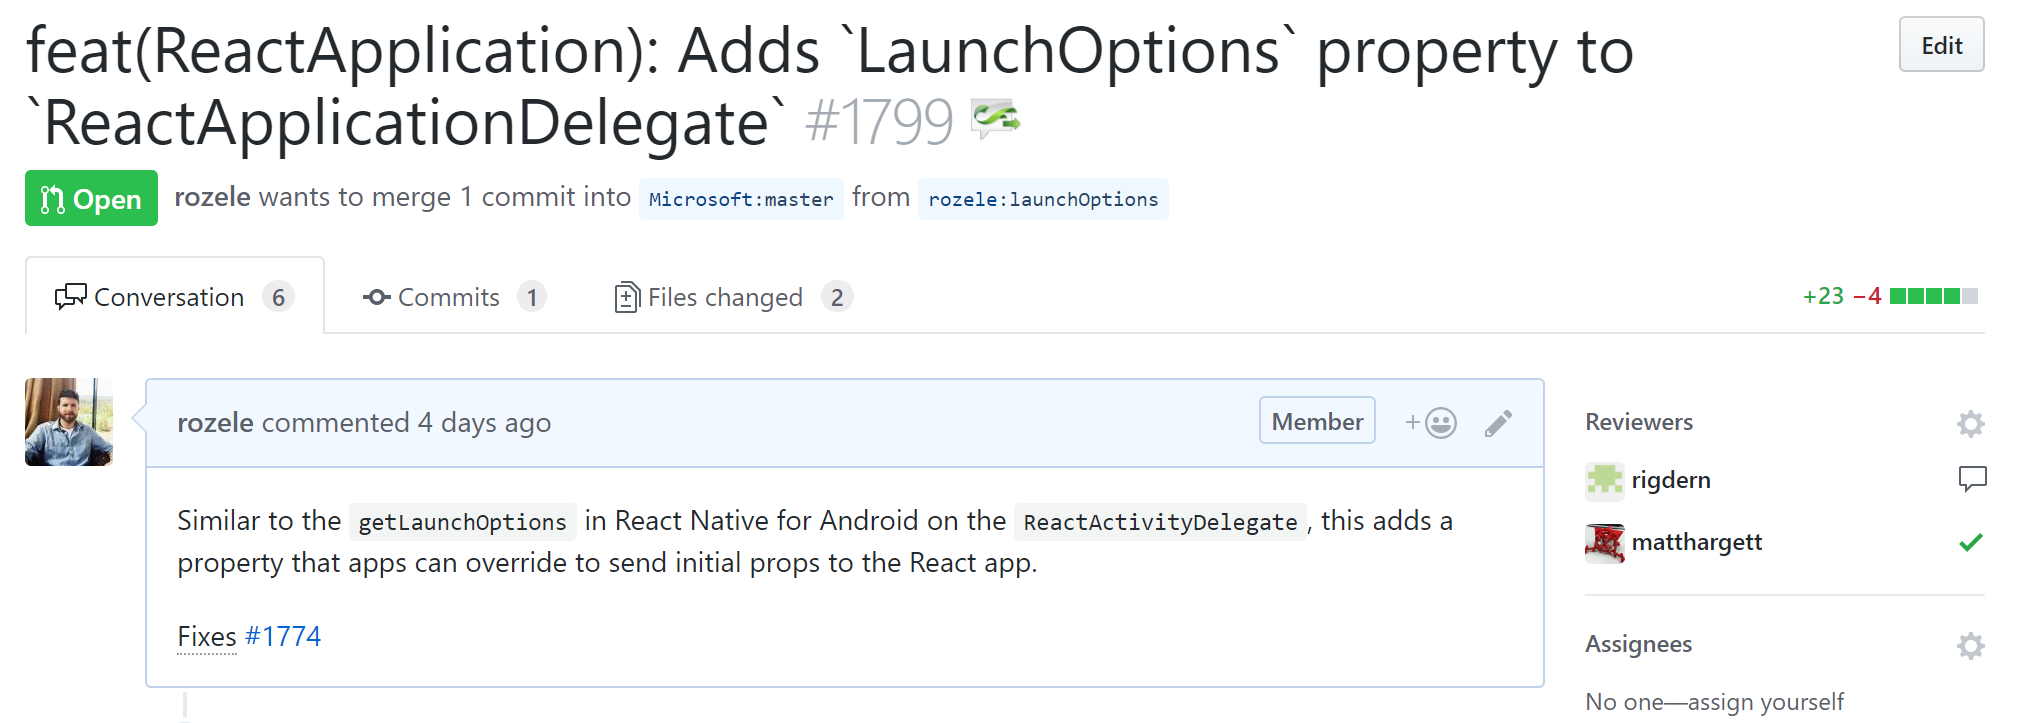 feat(ReactApplication): Adds `LaunchOptions` property to
`ReactApplicationDelegate` #1799
Edit
Open rozele wants to merge 1 commit into Microsoft:master from rozele:launchOptions
Conversation 6 Commits 1 Files changed 2 +23 −4
rozele commented 4 days ago Member +
Similar to the getLaunchOptions in React Native for Android on the ReactActivityDelegate, this adds a
property that apps can override to send initial props to the React app.
Fixes #1774
Reviewers
rigdern
matthargett
Assignees
No one—assign yourself